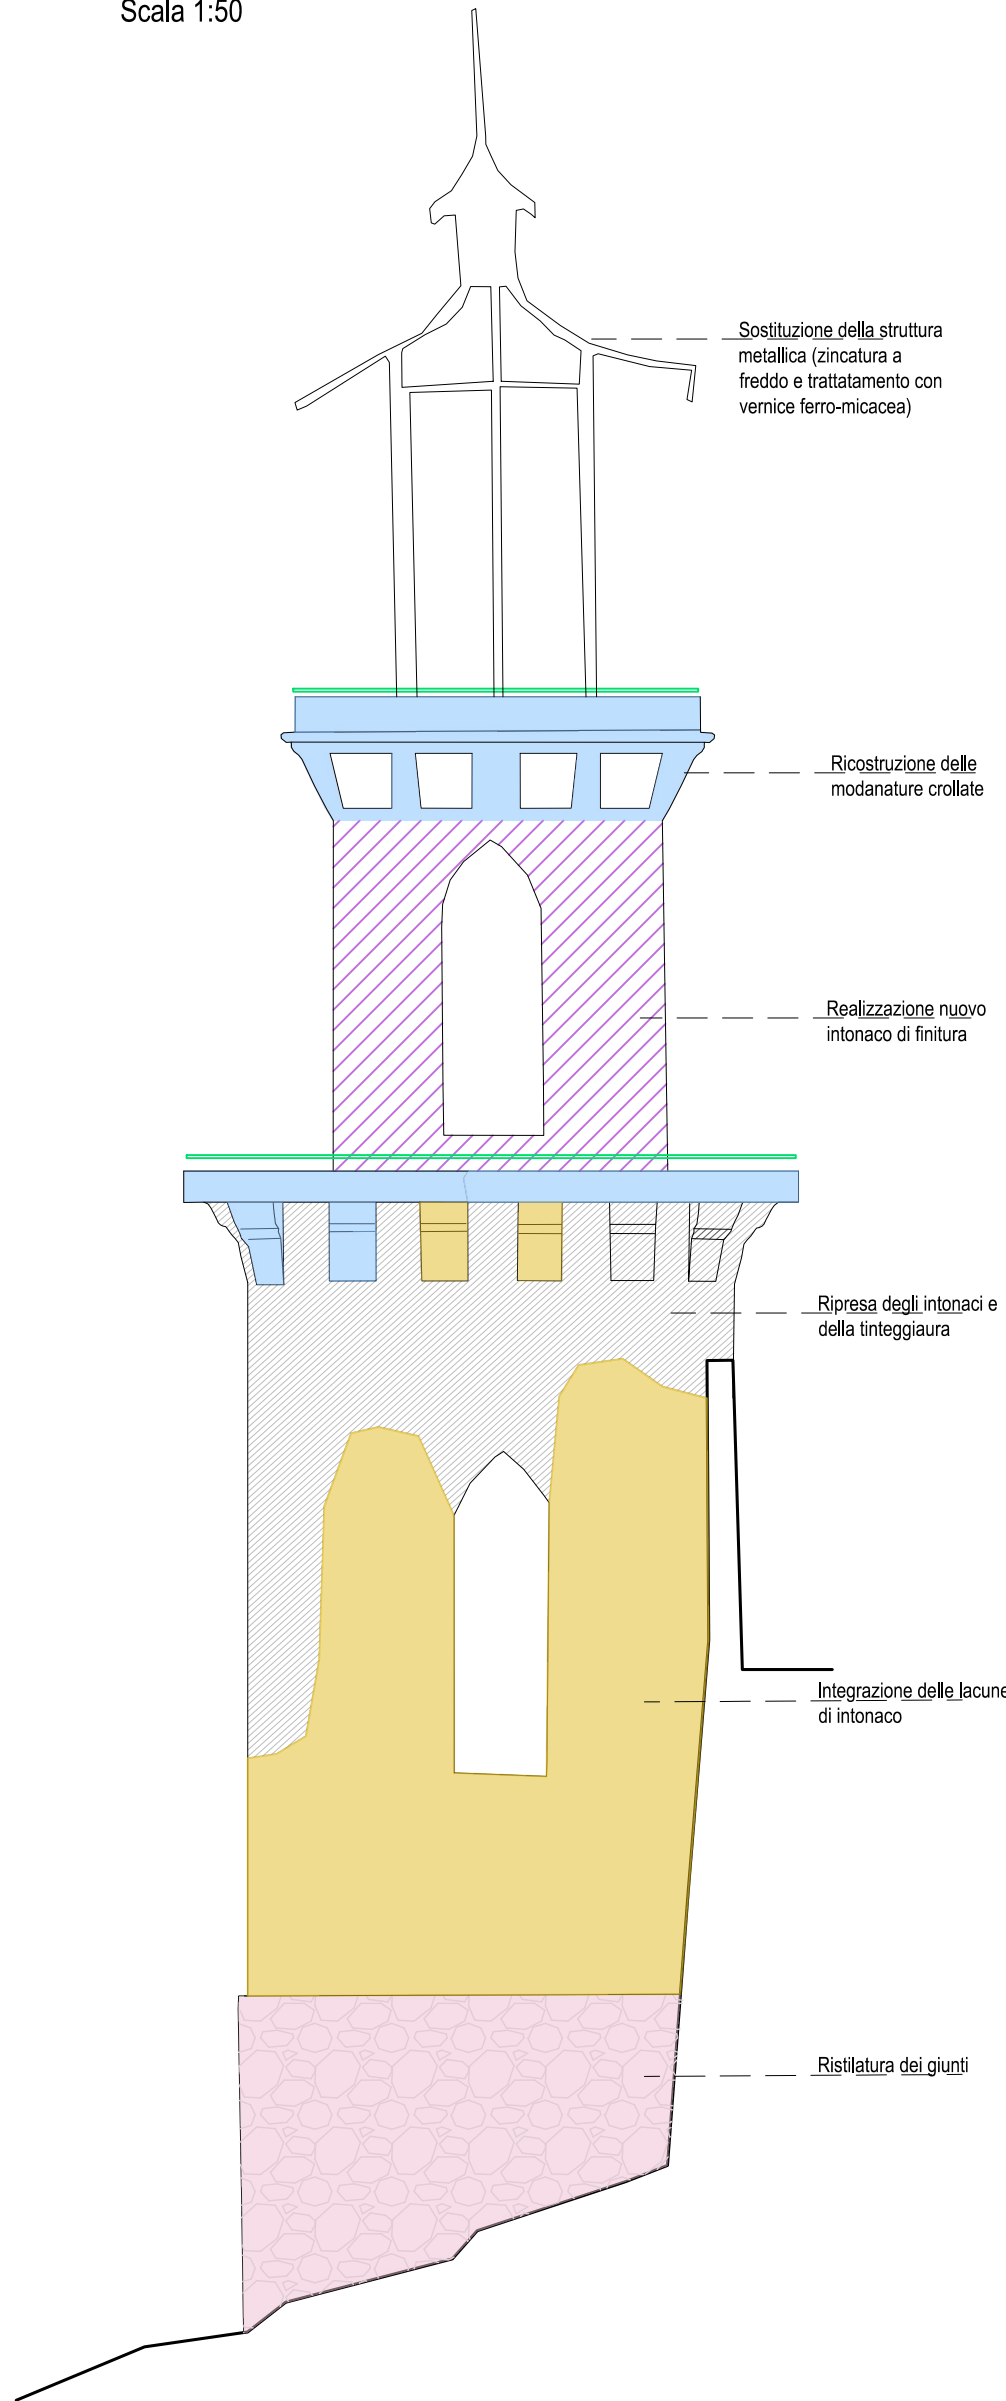 Scala 1:50
Sostituzione della struttura
metallica (zincatura a
freddo e trattatamento con
vernice ferro-micacea)
Ricostruzione delle
modanature crollate
Realizzazione nuovo
intonaco di finitura
Ripresa degli intonaci e
della tinteggiaura
Integrazione delle lacune
di intonaco
Ristilatura dei giunti